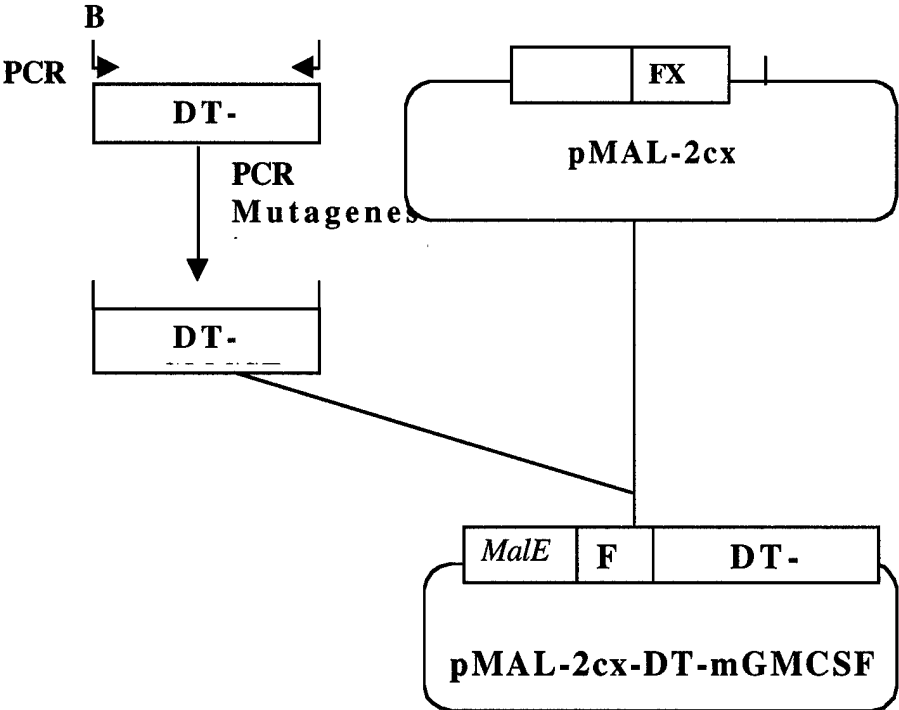 B
PCR
DT-
FX
pMAL-2cx
PCR
Mutagenes
DT-
MalE
F
DT-
pMAL-2cx-DT-mGMCSF